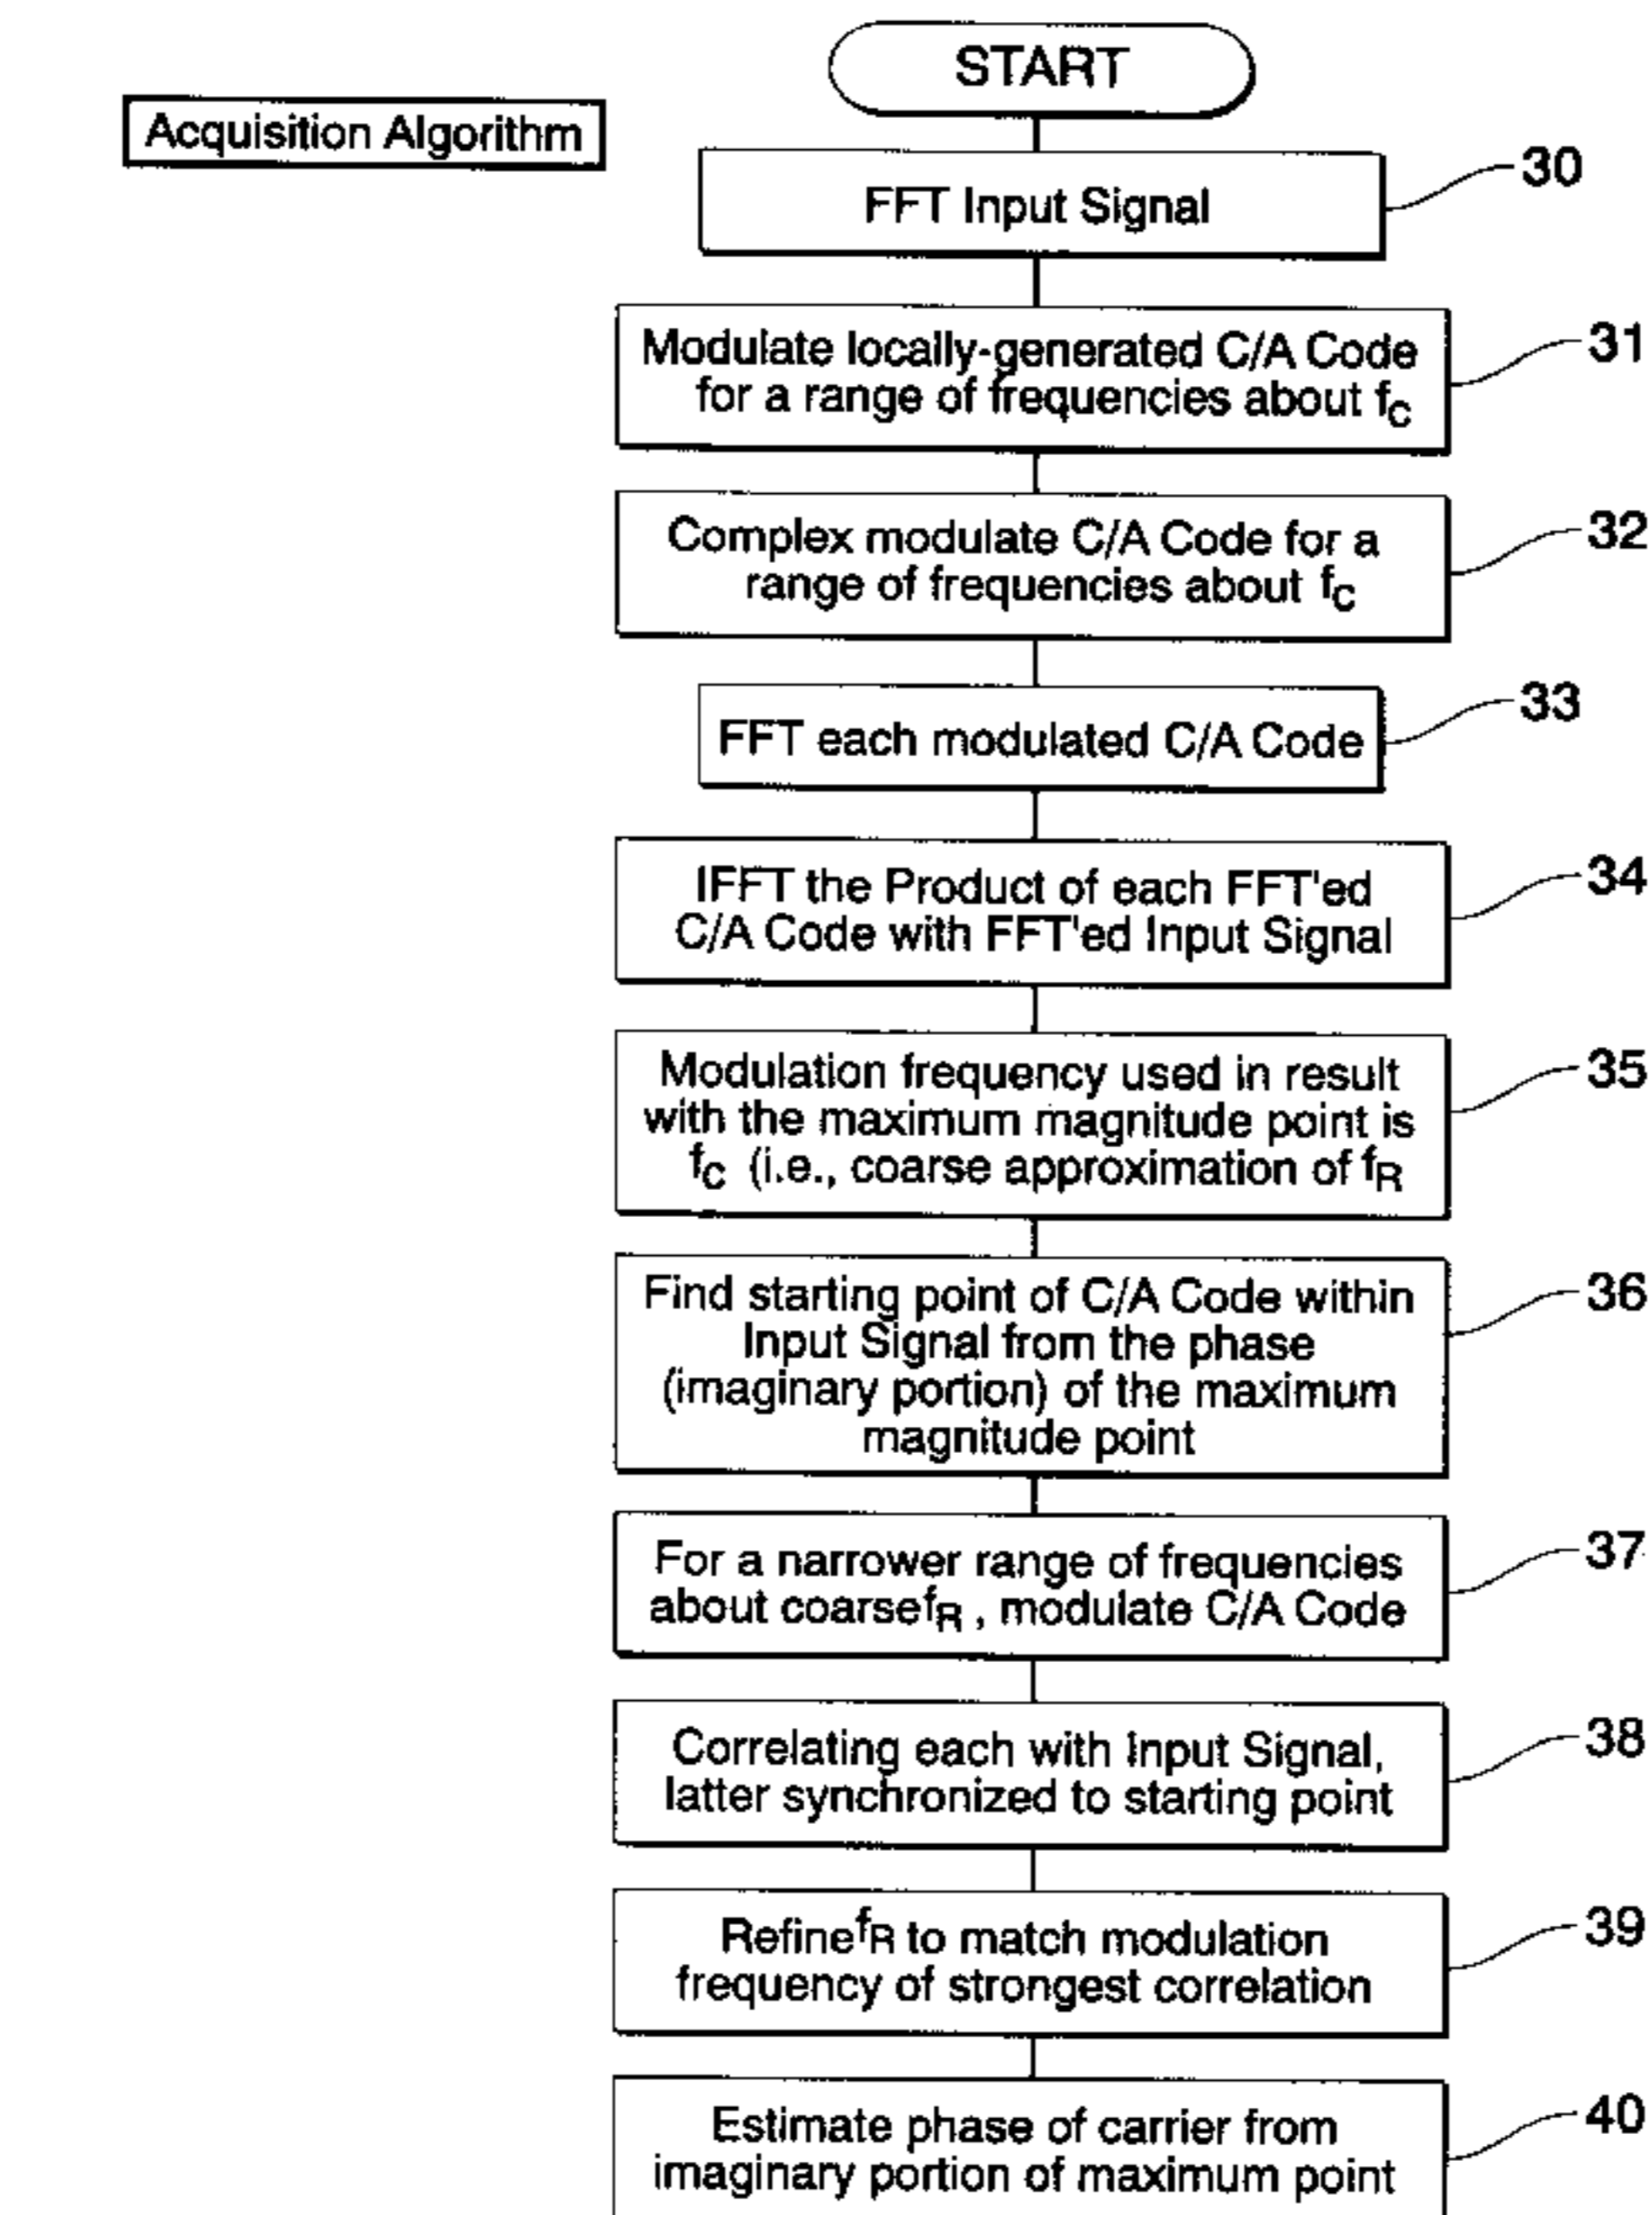 START
Acquisition Algorithm
FFT Input Signal
30
Modulate locally-generated C/A Code
for a range of frequencies about fC
31
Complex modulate C/A Code for a
range of frequencies about fC
32
FFT each modulated C/A Code
33
IFFT the Product of each FFT'ed
C/A Code with FFT'ed Input Signal
34
Modulation frequency used in result
with the maximum magnitude point is
fC (i.e., coarse approximation of fR
35
Find starting point of C/A Code within
Input Signal from the phase
(imaginary portion) of the maximum
magnitude point
36
For a narrower range of frequencies
about coarsefR , modulate C/A Code
37
Correlating each with Input Signal,
latter synchronized to starting point
38
RefinefR to match modulation
frequency of strongest correlation
39
Estimate phase of carrier from
imaginary portion of maximum point
40